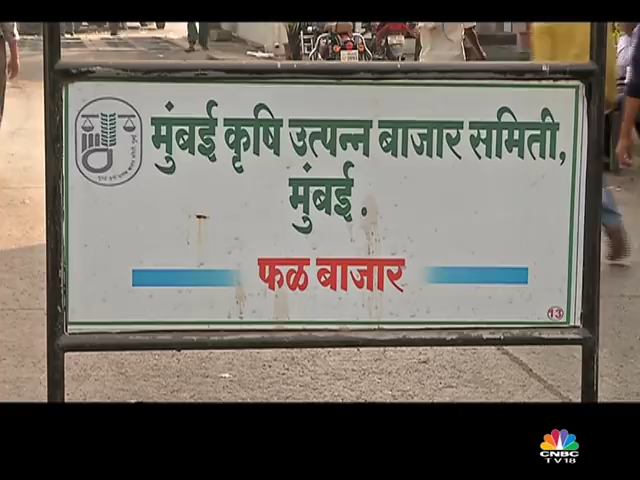 मुंबई कृषि उत्पन्न बाजार समिती,
मुंबई.
फळ बाजार
13
CNBC
TV18